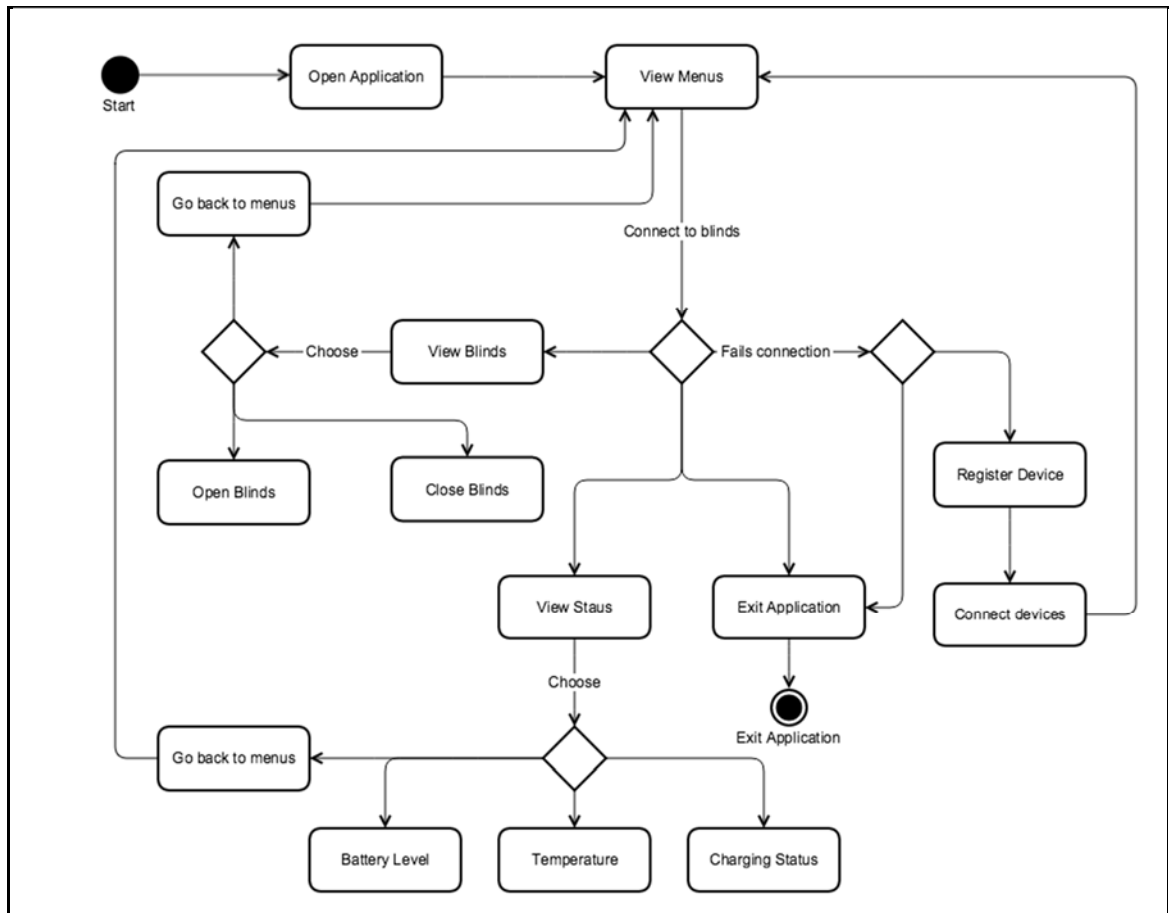 Open Application
View Menus
Start
Go back to menus
Connect to blinds
Choose
View Blinds
Fails connection
Open Blinds
Close Blinds
Register Device
View Staus
Exit Application
Connect devices
Choose
Exit Application
Go back to menus
Battery Level
Temperature
Charging Status